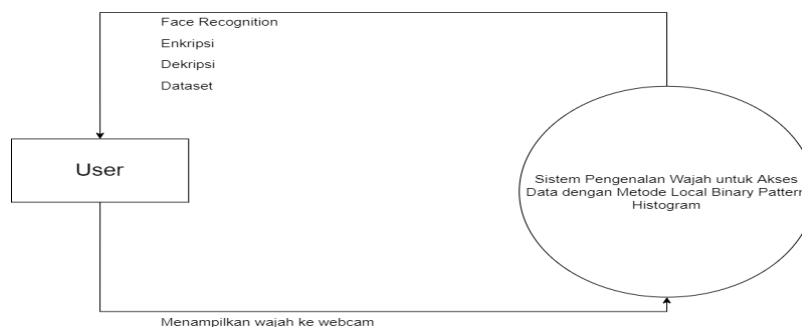 Face Recognition
Enkripsi
Dekripsi
Dataset
User
Sistem Pengenalan Wajah untuk Akses
Data dengan Metode Local Binary Pattern
Histogram
Menampilkan wajah ke webcam